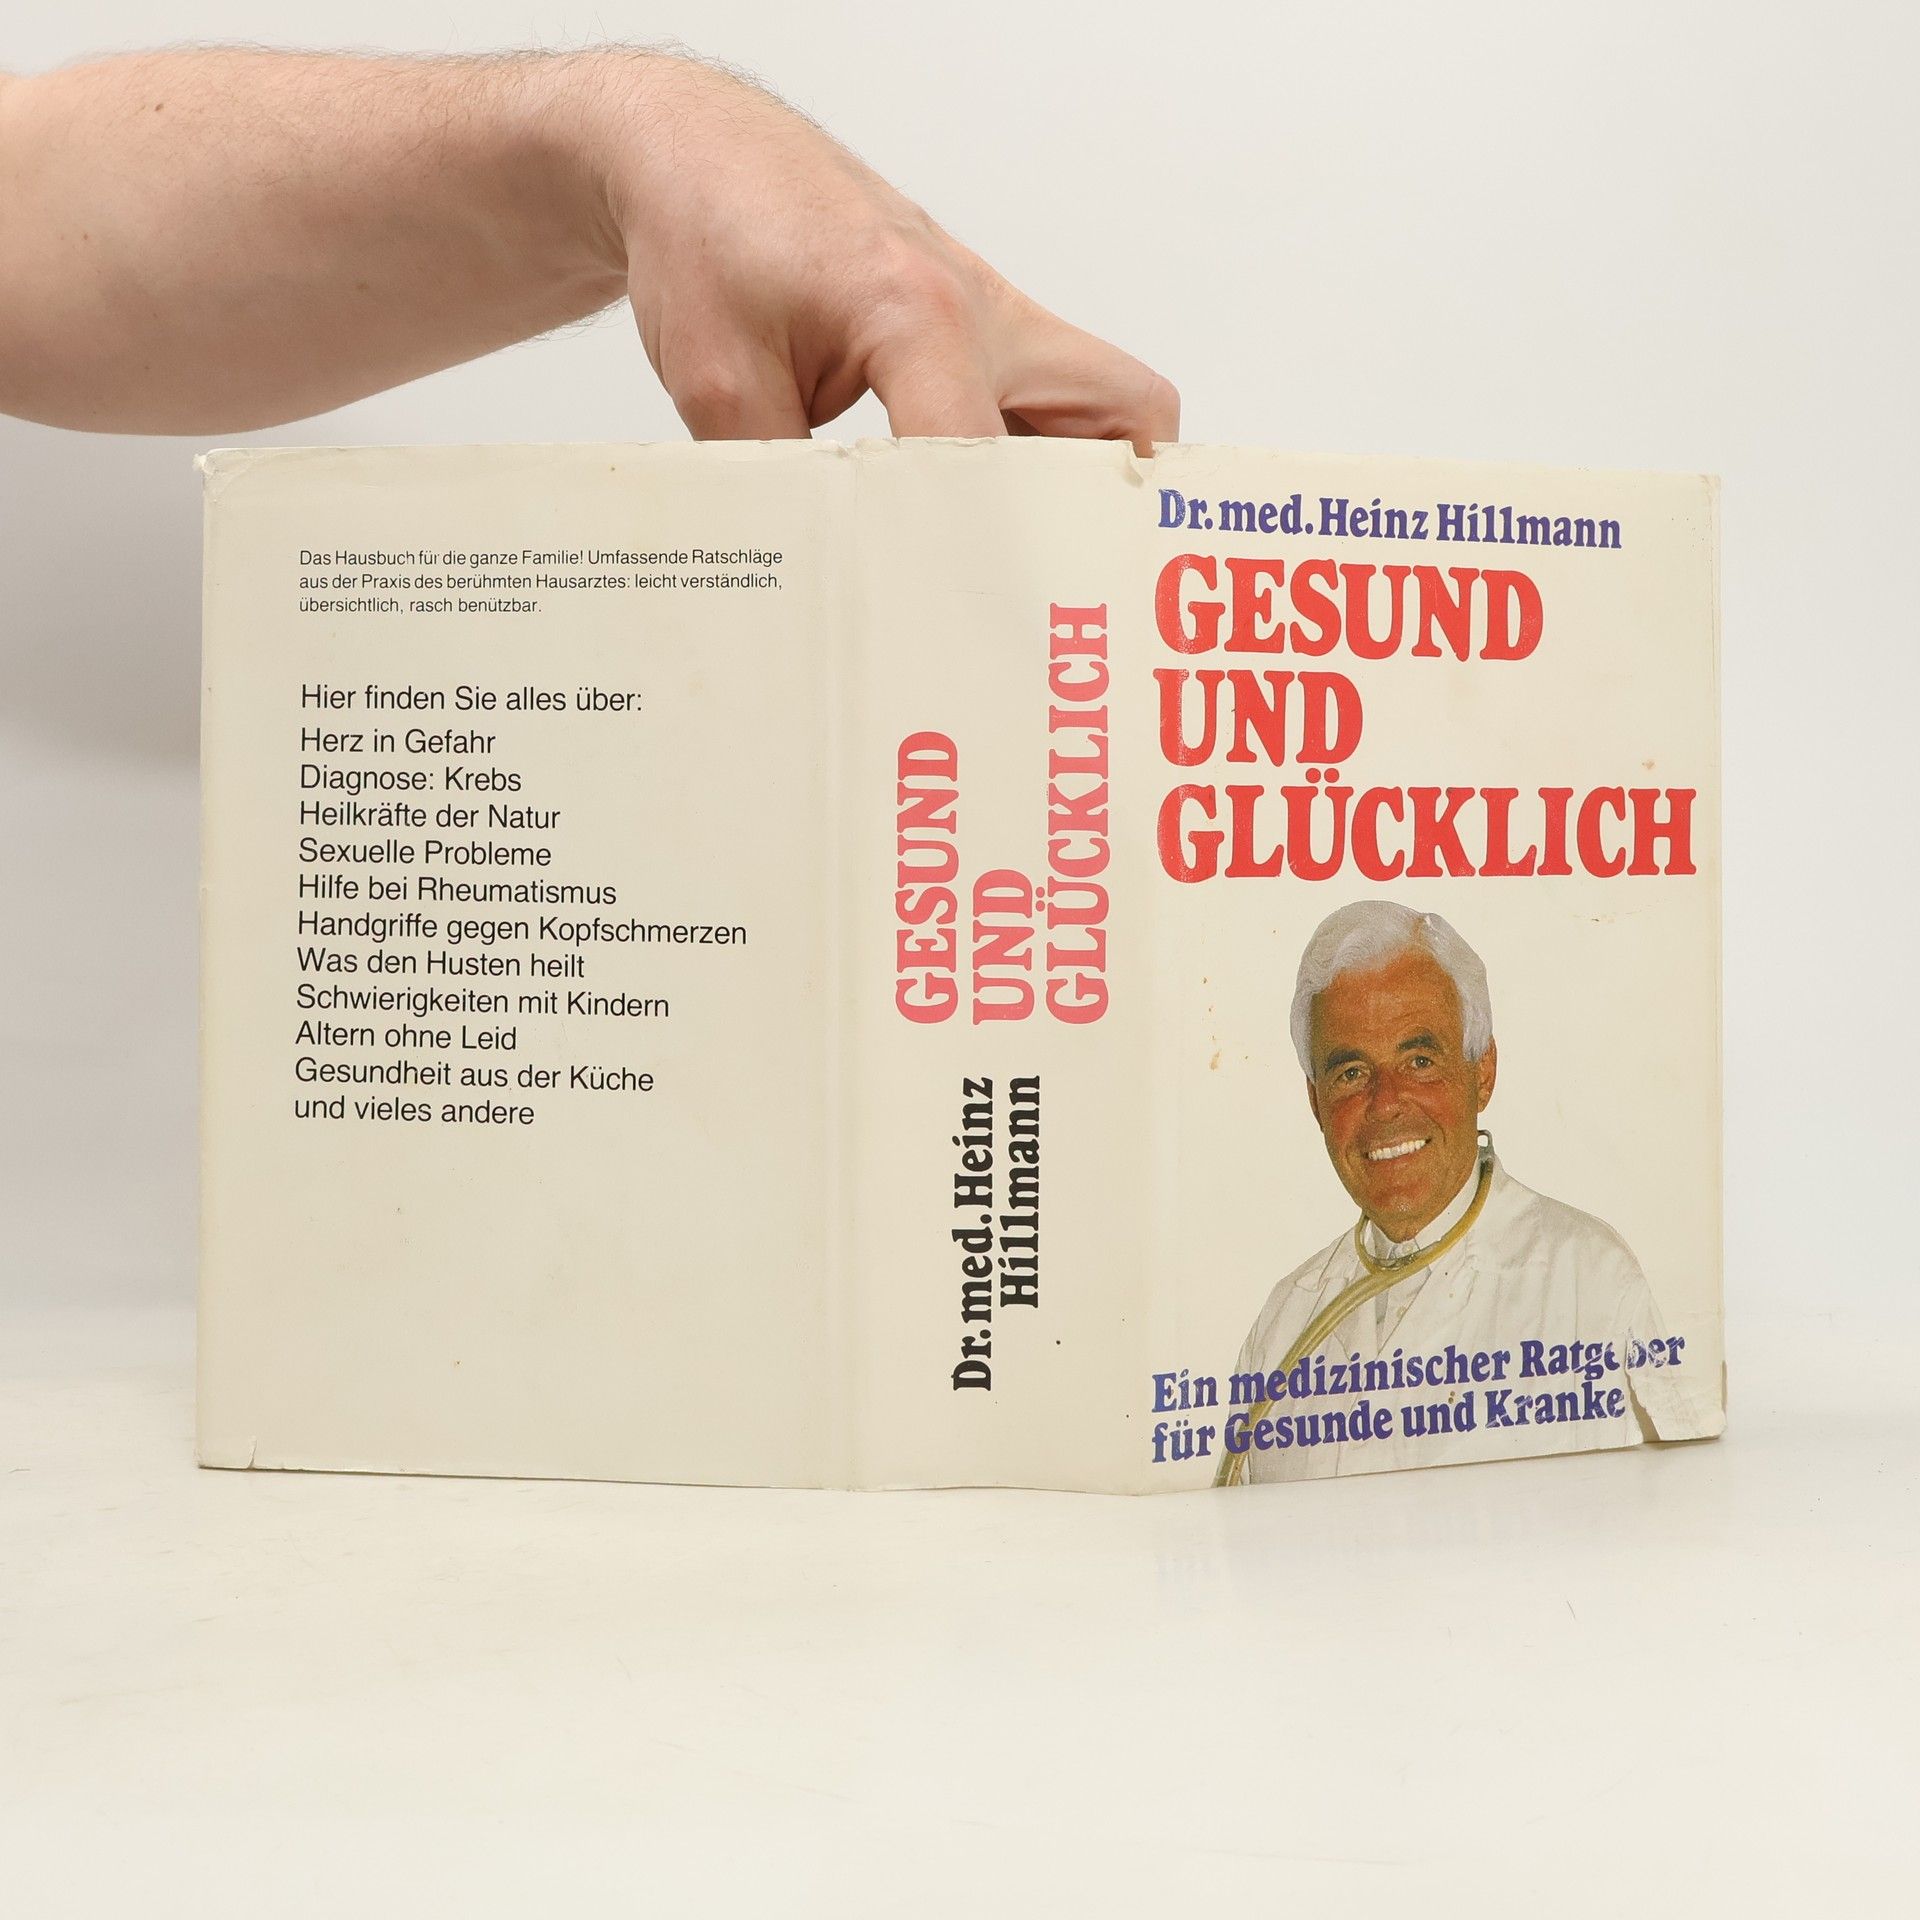 Das Hausbuch für die ganze Familie! Umfassende Ratschläge
aus der Praxis des berühmten Hausarztes: leicht verständlich,
übersichtlich, rasch benützbar.
Hier finden Sie alles über:
Herz in Gefahr
Diagnose: Krebs
Heilkräfte der Natur
Sexuelle Probleme
Hilfe bei Rheumatismus
Handgriffe gegen Kopfschmerzen
Was den Husten heilt
Schwierigkeiten mit Kindern
Altern ohne Leid
Gesundheit aus der Küche
und vieles andere
GESUND
UND
GLÜCKLICH
Dr. med. Heinz
Hillmann
Dr. med. Heinz Hillmann
GESUND
UND
GLÜCKLICH
Ein medizinischer Ratgeber
für Gesunde und Kranke